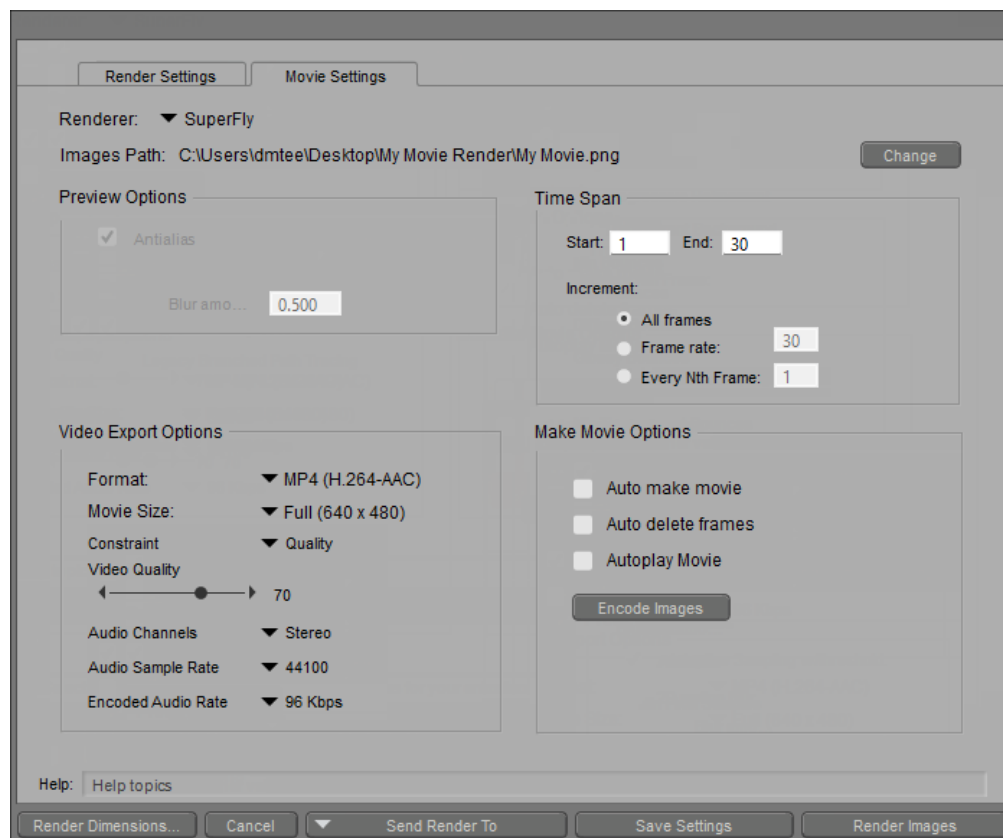 Render Settings Movie Settings
Renderer: SuperFly
Images Path: C:\Users\dmtee\Desktop\My Movie Render\My Movie.png Change
Preview Options
Antialias
Blur amo...
0.500
Time Span
Start: 1 End: 30
Increment:
All frames
Frame rate: 30
Every Nth Frame: 1
Video Export Options
Format: MP4 (H.264-AAC)
Movie Size: Full (640 x 480)
Constraint Quality
Video Quality
70
Audio Channels Stereo
Audio Sample Rate 44100
Encoded Audio Rate 96 Kbps
Make Movie Options
Auto make movie
Auto delete frames
Autoplay Movie
Encode Images
Help: Help topics
Render Dimensions... Cancel Send Render To Save Settings Render Images